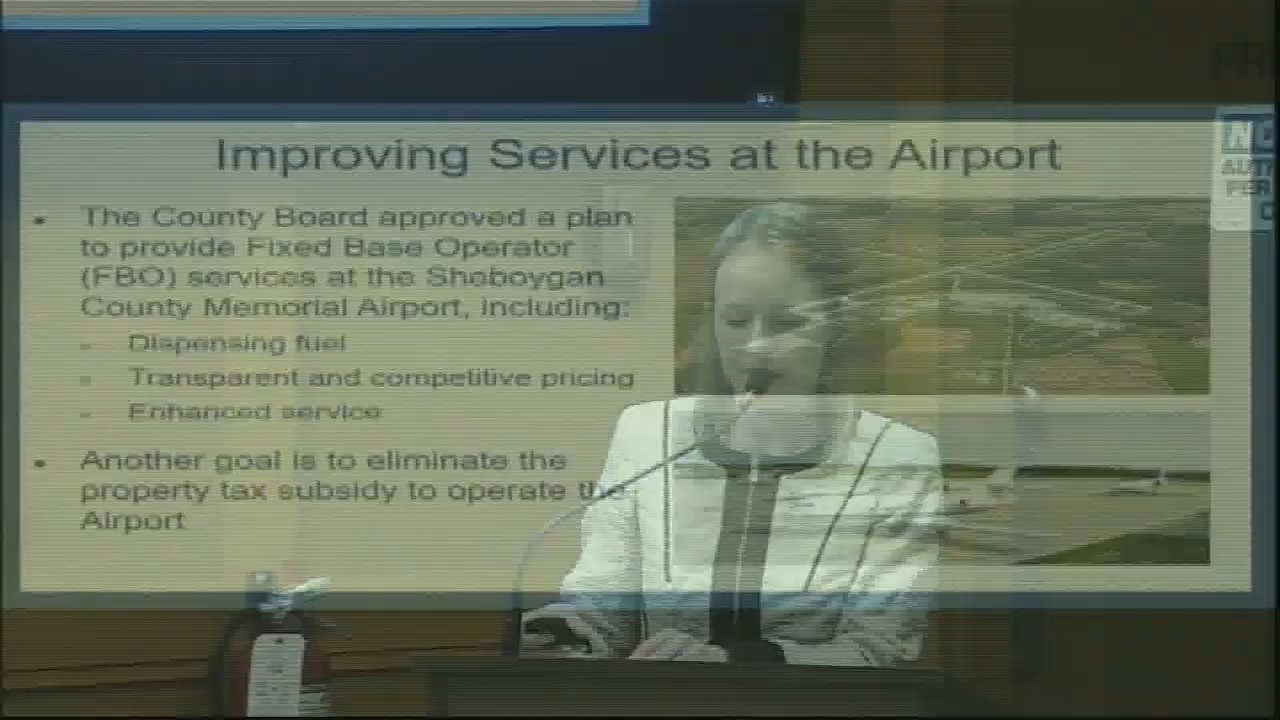 Improving Services at the Airport
• The County Board approved a plan
to provide Fixed Base Operator
(FBO) services at the Sheboygan
County Memorial Airport, including:
Dispensing fuel
Transparent and competitive pricing
Enhanced service
• Another goal is to eliminate the
property tax subsidy to operate the
Airport